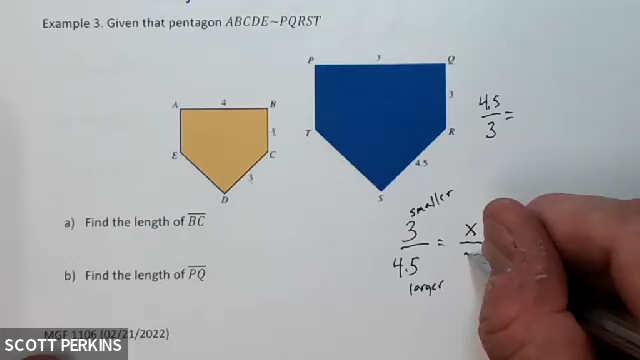 Example 3. Given that pentagon ABCDE~PQRST
P
Q
A
4
B
3
4.5
3
=
T
R
E
C
4.5
3
D
S
smaller
a) Find the length of BC
3
4.5
=
x
larger
b) Find the length of PQ
MGF 1106 (02/21/2022)
SCOTT PERKINS